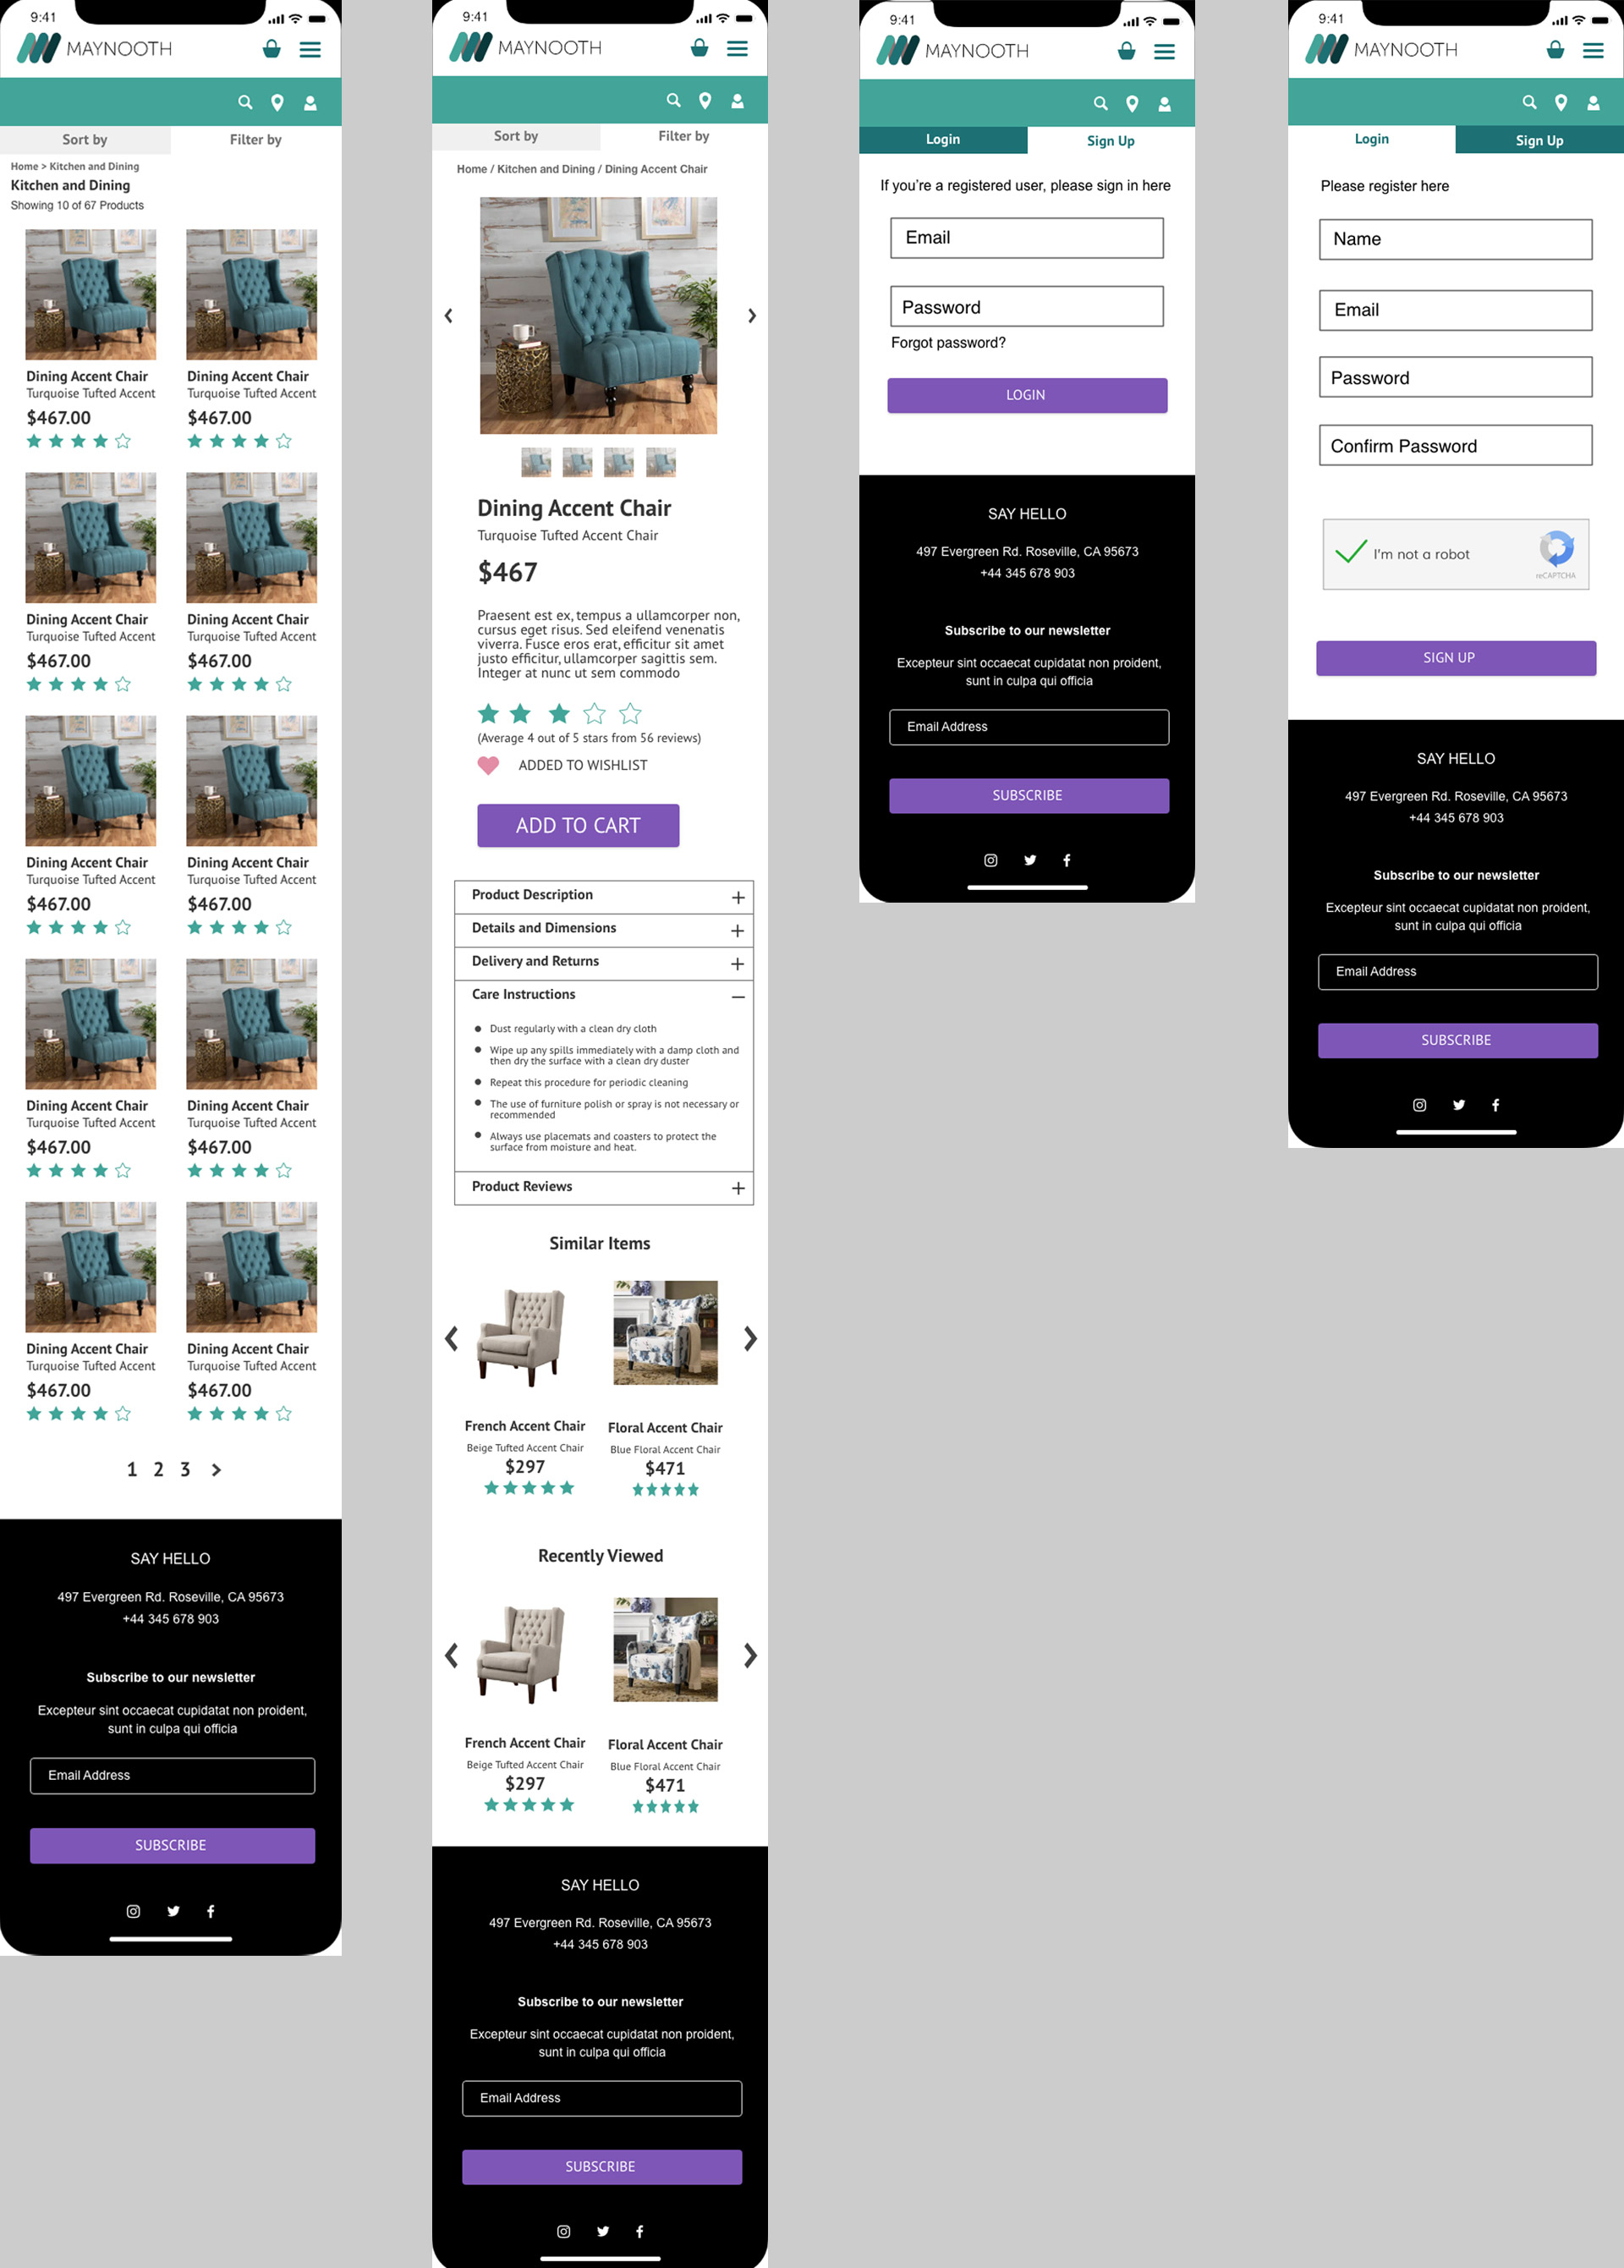 9:41
MAYNOOTH
Sort by
Filter by
Home > Kitchen and Dining
Kitchen and Dining
Showing 10 of 67 Products
Dining Accent Chair
Turquoise Tufted Accent
$467.00
Dining Accent Chair
Turquoise Tufted Accent
$467.00
Dining Accent Chair
Turquoise Tufted Accent
$467.00
Dining Accent Chair
Turquoise Tufted Accent
$467.00
Dining Accent Chair
Turquoise Tufted Accent
$467.00
Dining Accent Chair
Turquoise Tufted Accent
$467.00
Dining Accent Chair
Turquoise Tufted Accent
$467.00
Dining Accent Chair
Turquoise Tufted Accent
$467.00
Dining Accent Chair
Turquoise Tufted Accent
$467.00
Dining Accent Chair
Turquoise Tufted Accent
$467.00
1 2 3 >
SAY HELLO
497 Evergreen Rd. Roseville, CA 95673
+44 345 678 903
Subscribe to our newsletter
Excepteur sint occaecat cupidatat non proident,
sunt in culpa qui officia
Email Address
SUBSCRIBE
9:41
MAYNOOTH
Sort by
Filter by
Home / Kitchen and Dining / Dining Accent Chair
Dining Accent Chair
Turquoise Tufted Accent Chair
$467
Praesent est ex, tempus a ullamcorper non,
cursus eget risus. Sed eleifend venenatis
viverra. Fusce eros erat, efficitur sit amet
justo efficitur, ullamcorper sagittis sem.
Integer at nunc ut sem commodo
(Average 4 out of 5 stars from 56 reviews)
ADDED TO WISHLIST
ADD TO CART
Product Description
Details and Dimensions
Delivery and Returns
Care Instructions
Dust regularly with a clean dry cloth
Wipe up any spills immediately with a damp cloth and
then dry the surface with a clean dry duster
Repeat this procedure for periodic cleaning
The use of furniture polish or spray is not necessary or
recommended
Always use placemats and coasters to protect the
surface from moisture and heat.
Product Reviews
Similar Items
French Accent Chair
Beige Tufted Accent Chair
$297
Floral Accent Chair
Blue Floral Accent Chair
$471
Recently Viewed
French Accent Chair
Beige Tufted Accent Chair
$297
Floral Accent Chair
Blue Floral Accent Chair
$471
SAY HELLO
497 Evergreen Rd. Roseville, CA 95673
+44 345 678 903
Subscribe to our newsletter
Excepteur sint occaecat cupidatat non proident,
sunt in culpa qui officia
Email Address
SUBSCRIBE
9:41
MAYNOOTH
Login
Sign Up
If you're a registered user, please sign in here
Email
Password
Forgot password?
LOGIN
SAY HELLO
497 Evergreen Rd. Roseville, CA 95673
+44 345 678 903
Subscribe to our newsletter
Excepteur sint occaecat cupidatat non proident,
sunt in culpa qui officia
Email Address
SUBSCRIBE
9:41
MAYNOOTH
Login
Sign Up
Please register here
Name
Email
Password
Confirm Password
I'm not a robot
reCAPTCHA
SIGN UP
SAY HELLO
497 Evergreen Rd. Roseville, CA 95673
+44 345 678 903
Subscribe to our newsletter
Excepteur sint occaecat cupidatat non proident,
sunt in culpa qui officia
Email Address
SUBSCRIBE